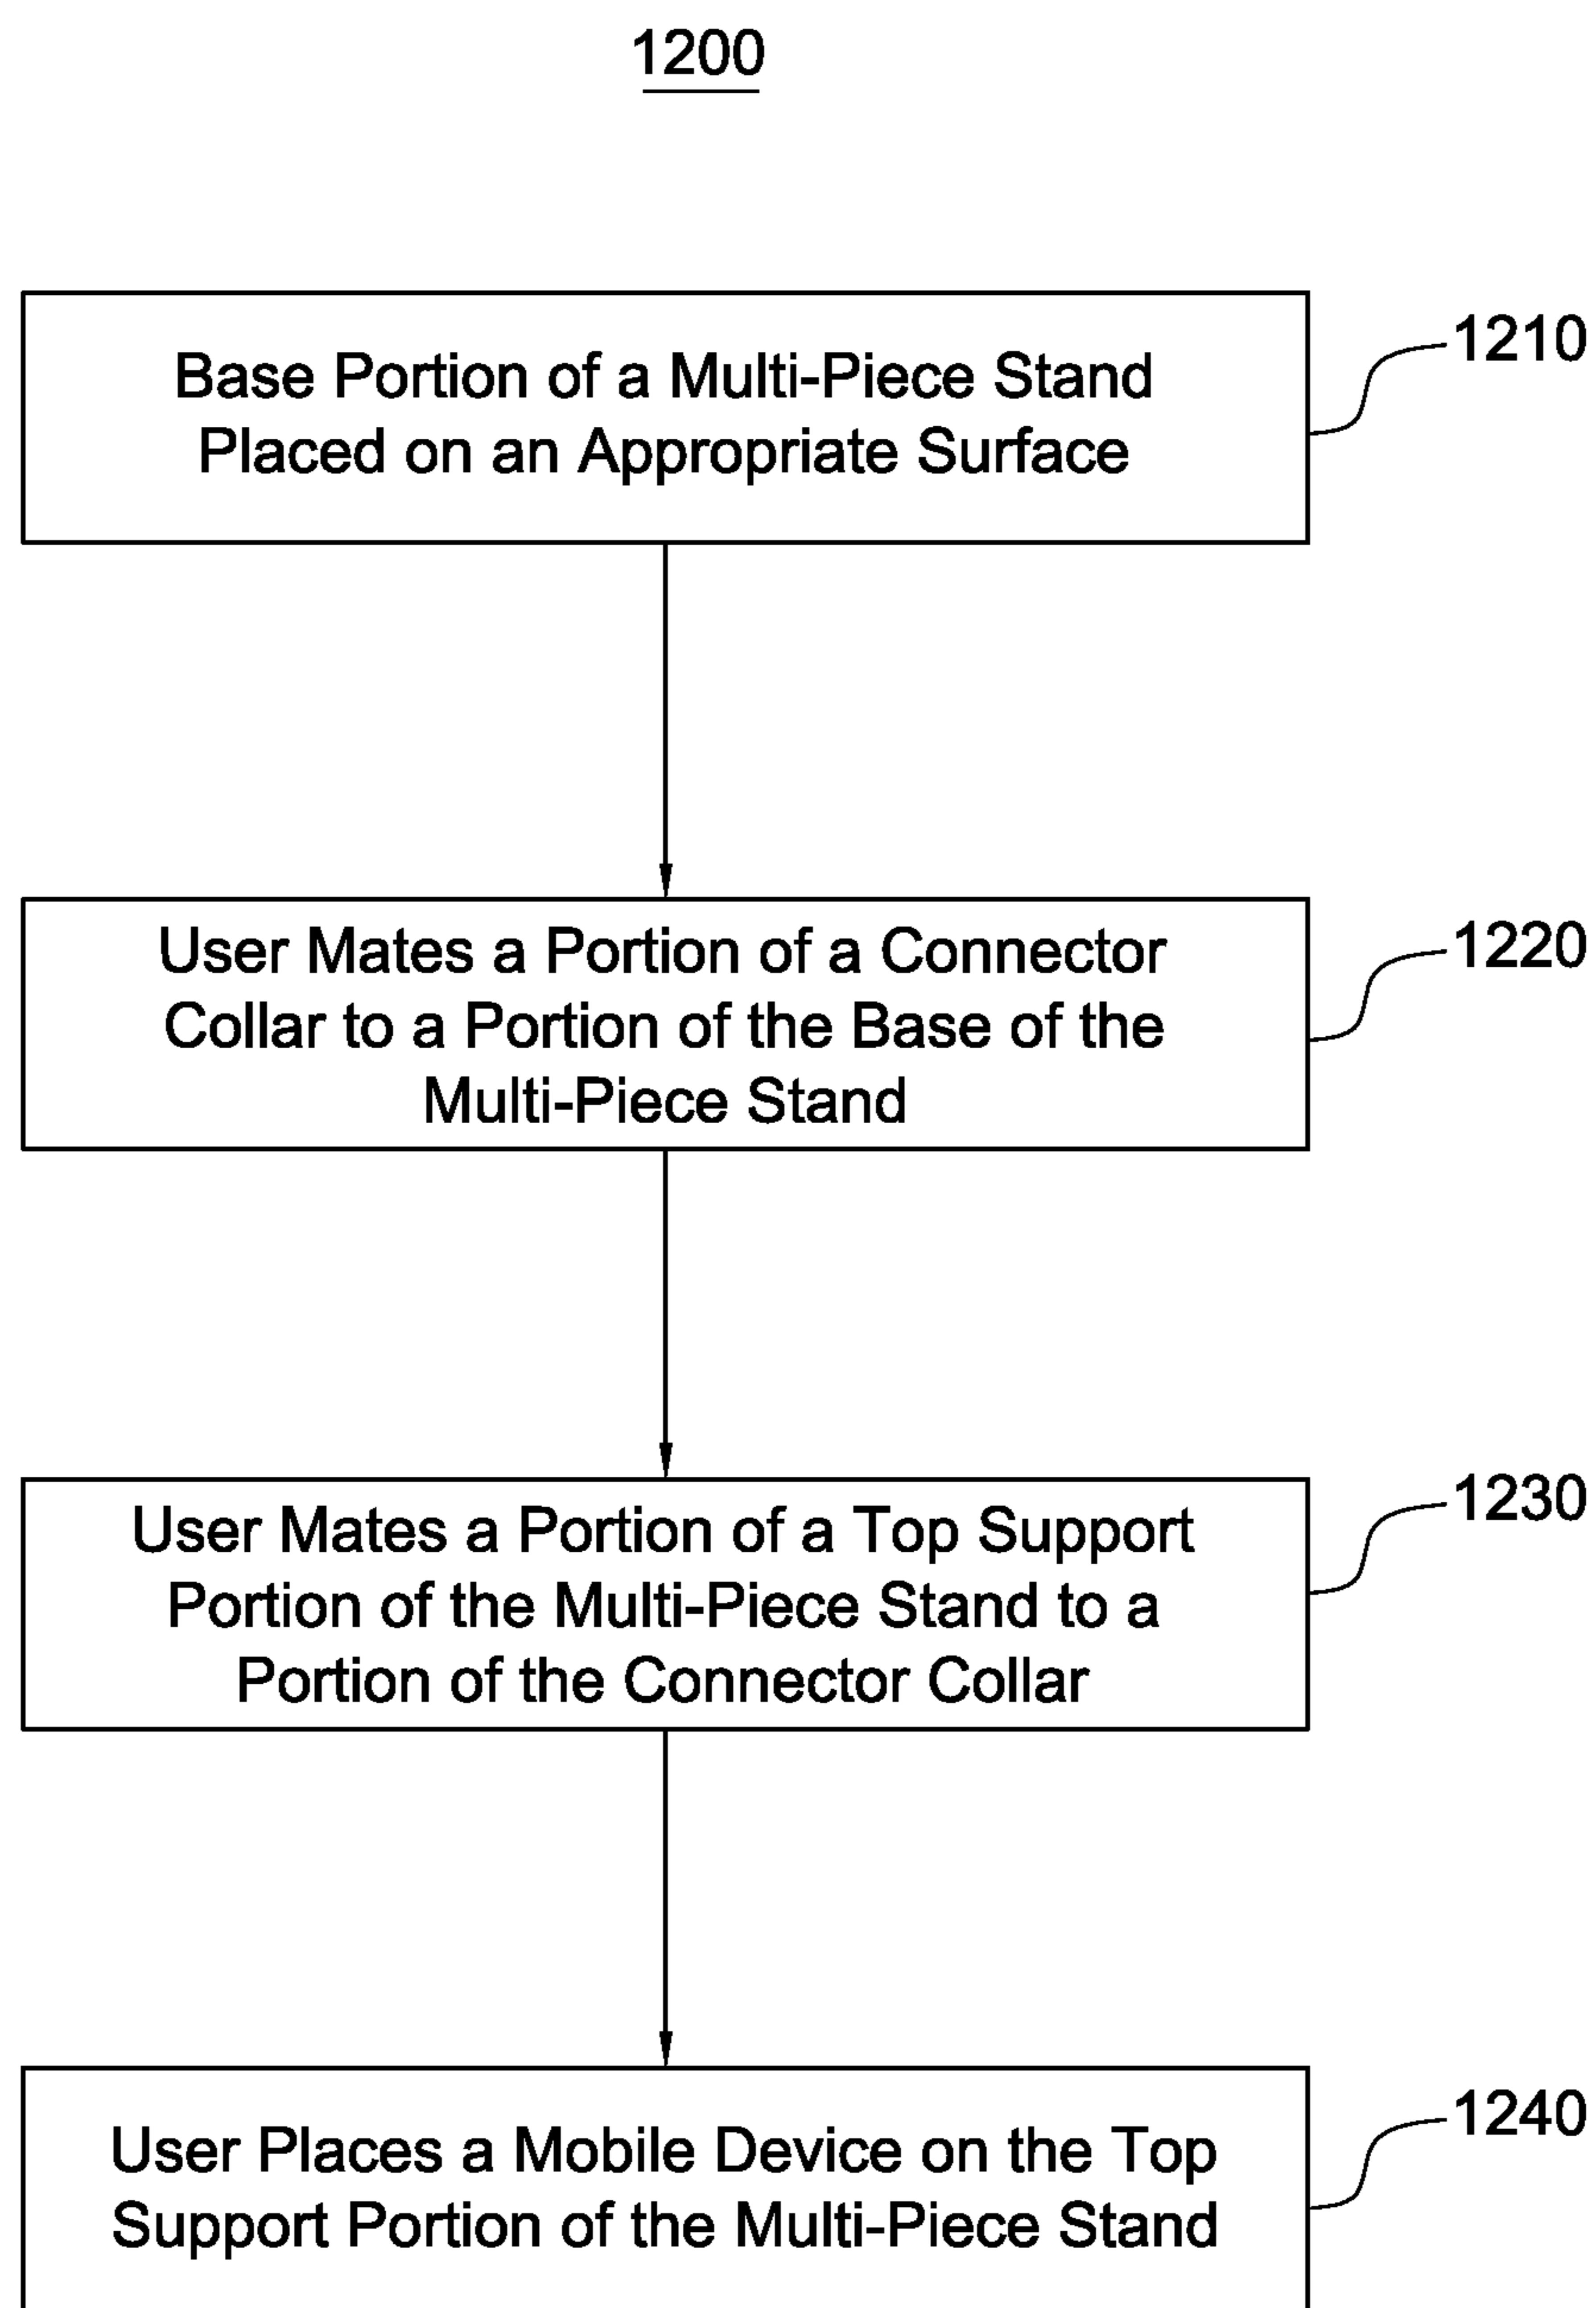 1200
Base Portion of a Multi-Piece Stand
Placed on an Appropriate Surface
1210
User Mates a Portion of a Connector
Collar to a Portion of the Base of the
Multi-Piece Stand
1220
User Mates a Portion of a Top Support
Portion of the Multi-Piece Stand to a
Portion of the Connector Collar
1230
User Places a Mobile Device on the Top
Support Portion of the Multi-Piece Stand
1240